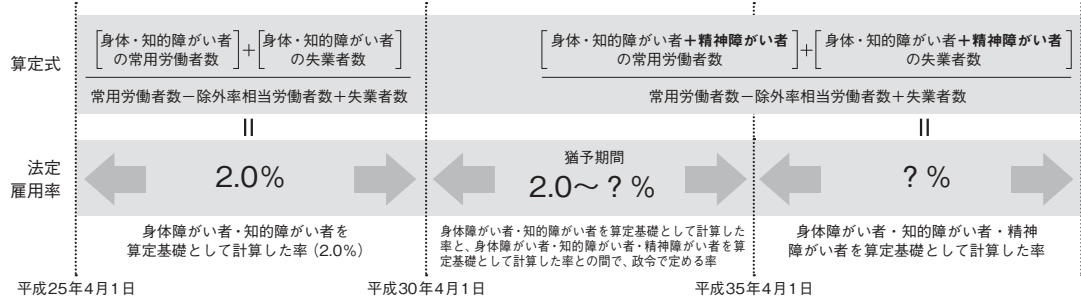 算定式
身体・知的障がい者
の常用労働者数
+
身体・知的障がい者
の失業者数
常用労働者数－除外率相当労働者数＋失業者数
身体・知的障がい者＋精神障がい者
の常用労働者数
+
身体・知的障がい者＋精神障がい者
の失業者数
常用労働者数－除外率相当労働者数＋失業者数
=
=
法定
雇用率
2.0%
猶予期間
2.0〜？%
？%
身体障がい者・知的障がい者を
算定基礎として計算した率（2.0%）
身体障がい者・知的障がい者を算定基礎として計算した
率と、身体障がい者・知的障がい者・精神障がい者を算
定基礎として計算した率との間で、政令で定める率
身体障がい者・知的障がい者・精神
障がい者を算定基礎として計算した率
平成25年4月1日
平成30年4月1日
平成35年4月1日